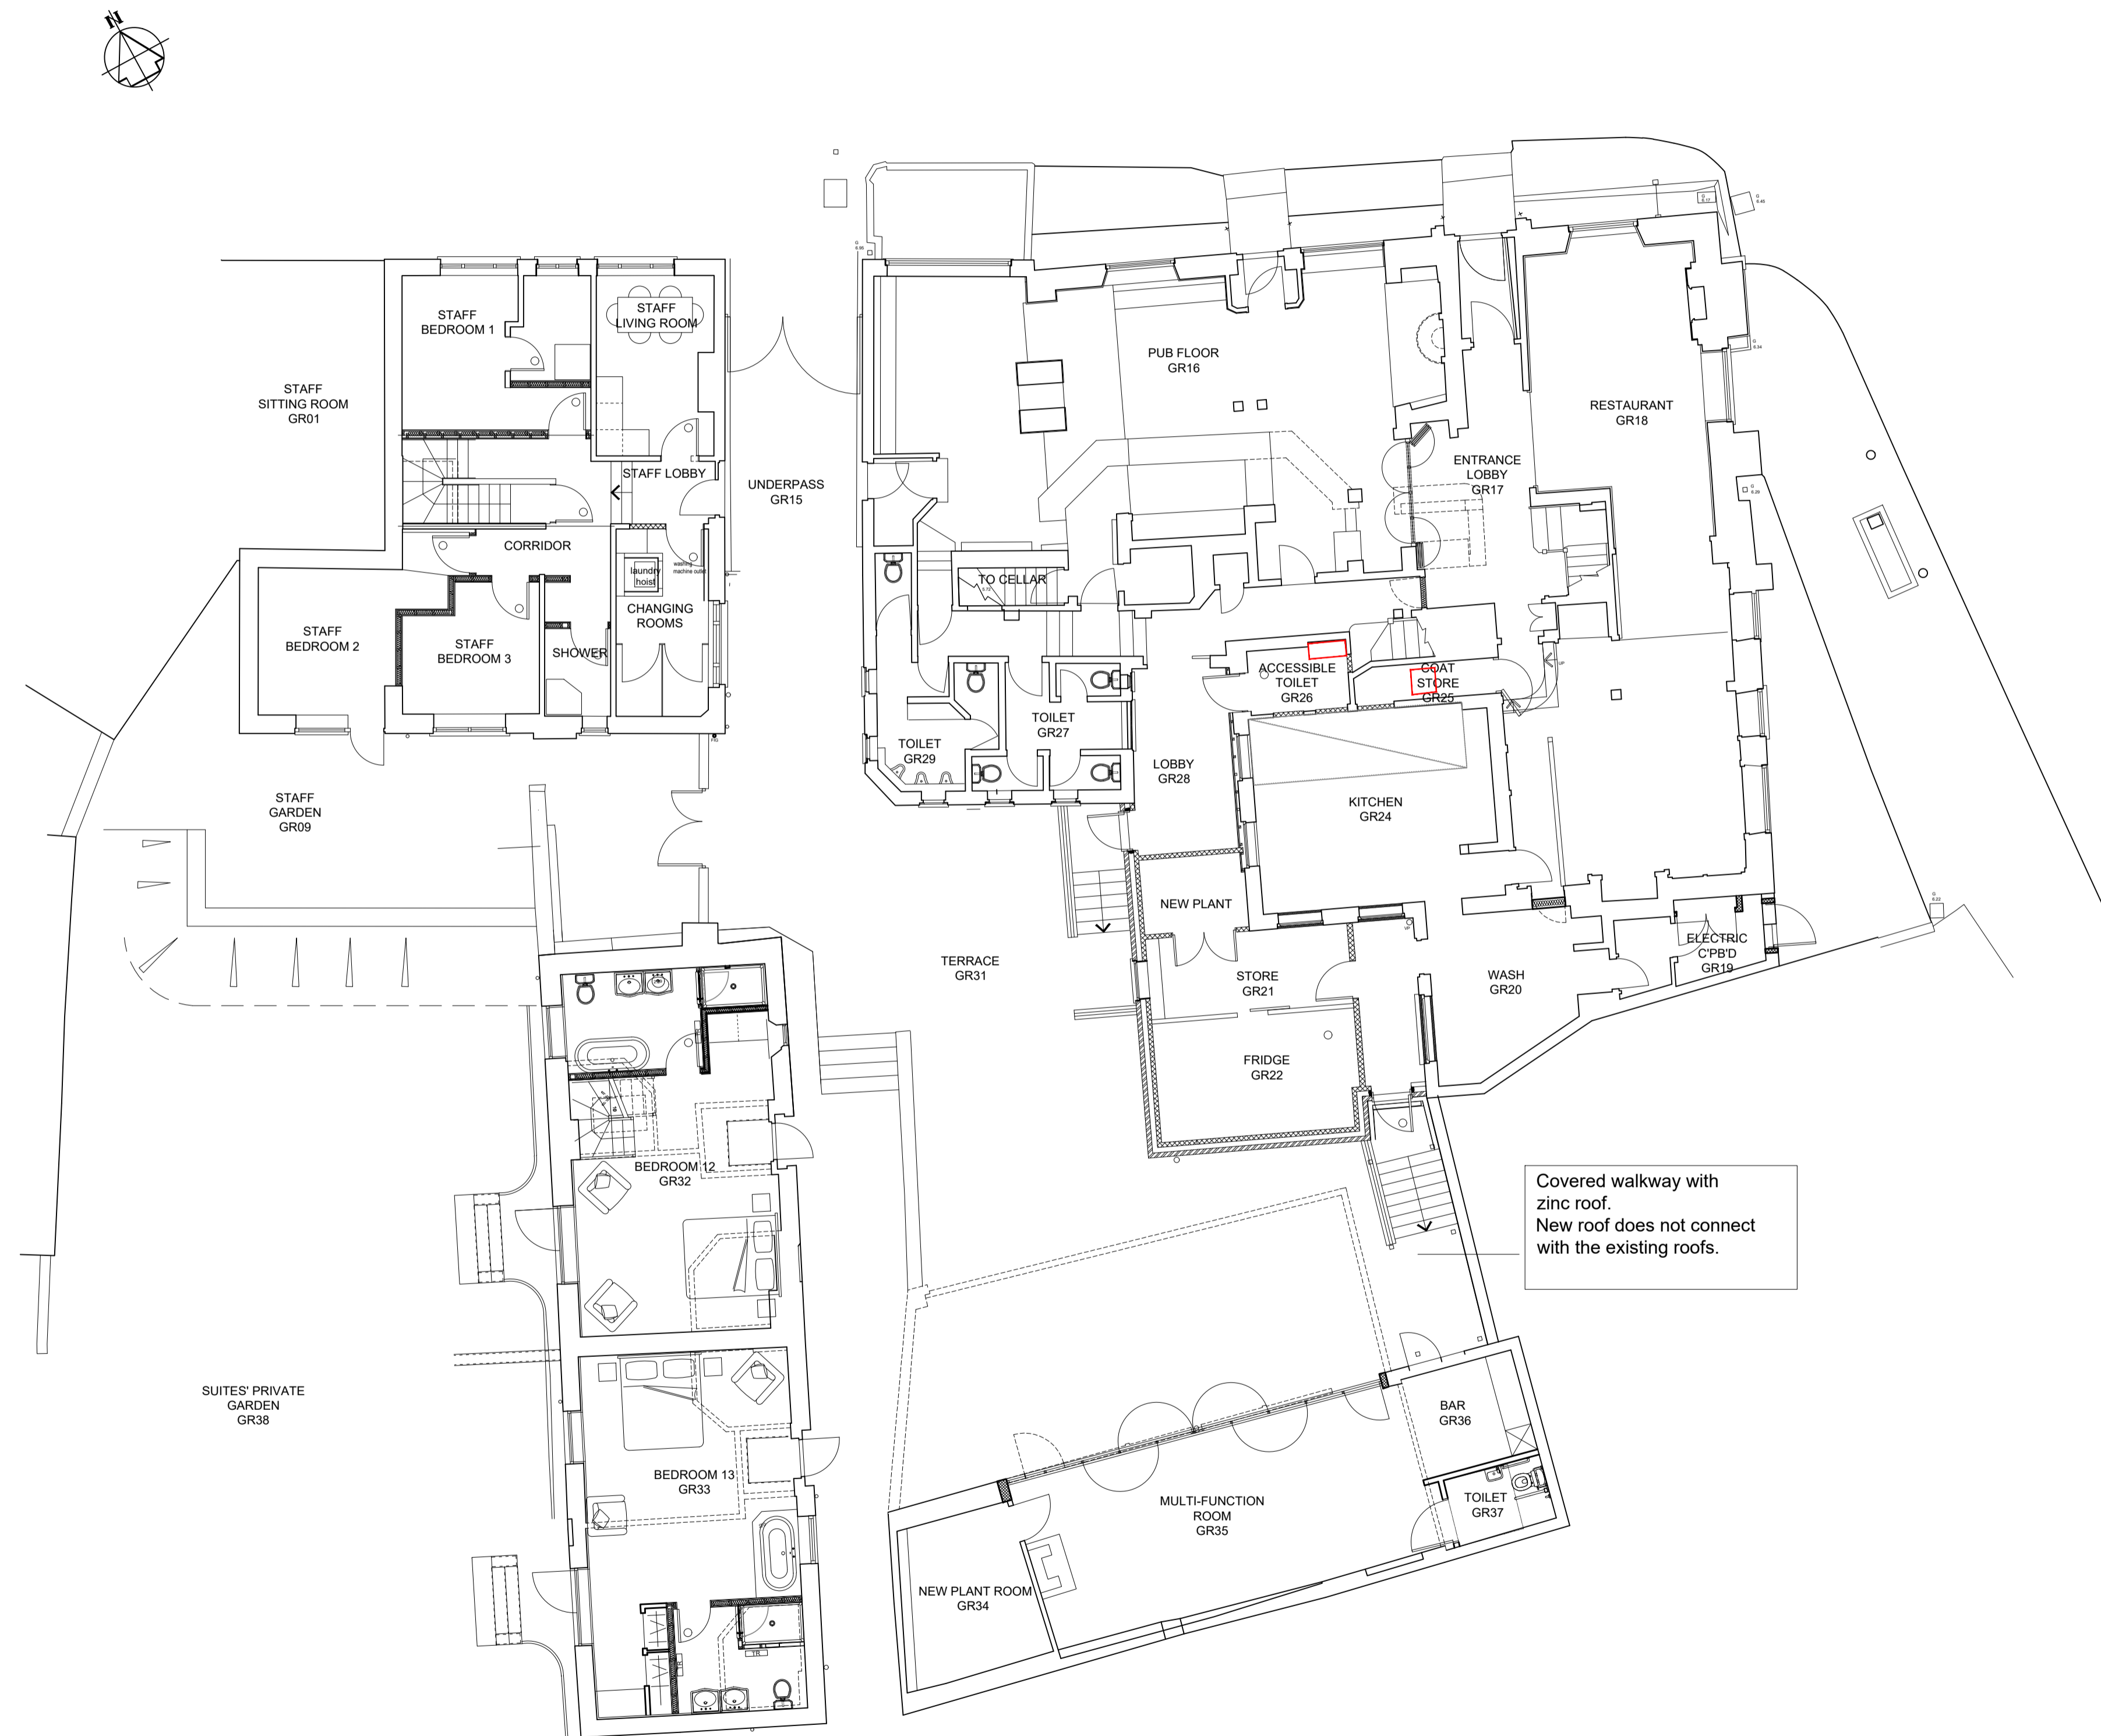 N
STAFF
BEDROOM 1
STAFF
LIVING ROOM
STAFF
SITTING ROOM
GR01
STAFF LOBBY
UNDERPASS
GR15
CORRIDOR
laundry
hoist
washing
machine outlet
CHANGING
ROOMS
STAFF
BEDROOM 2
STAFF
BEDROOM 3
SHOWER
STAFF
GARDEN
GR09
PUB FLOOR
GR16
RESTAURANT
GR18
ENTRANCE
LOBBY
GR17
TO CELLAR
ACCESSIBLE
TOILET
GR26
COAT
STORE
GR25
UP
TOILET
GR27
TOILET
GR29
LOBBY
GR28
KITCHEN
GR24
NEW PLANT
STORE
GR21
WASH
GR20
ELECTRIC
C'PB'D
GR19
FRIDGE
GR22
TERRACE
GR31
BEDROOM 12
GR32
Covered walkway with
zinc roof.
New roof does not connect
with the existing roofs.
SUITES' PRIVATE
GARDEN
GR38
BEDROOM 13
GR33
BAR
GR36
MULTI-FUNCTION
ROOM
GR35
TOILET
GR37
NEW PLANT ROOM
GR34
TR